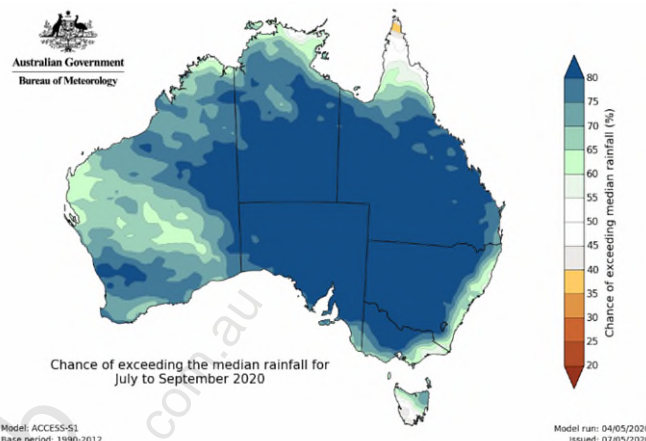 Australian Government
Bureau of Meteorology
80
75
70
65
60
55
50
45
40
35
30
25
20
Chance of exceeding median rainfall (%)
Chance of exceeding the median rainfall for
July to September 2020
com.au
Model: ACCESS-S1
Base period: 1990-2012
Model run: 04/05/2020
Issued: 07/05/2020